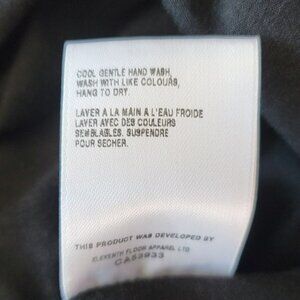 COOL GENTLE HAND WASH,
WASH WITH LIKE COLOURS,
HANG TO DRY.
LAVER A LA MAIN A L'EAU FROIDE
LAVER AVEC DES COULEURS
SEMBLABLES. SUSPENDRE
POUR SECHER.
THIS PRODUCT WAS DEVELOPED BY
ELEVENTH FLOOR APPAREL LTD
CA53933